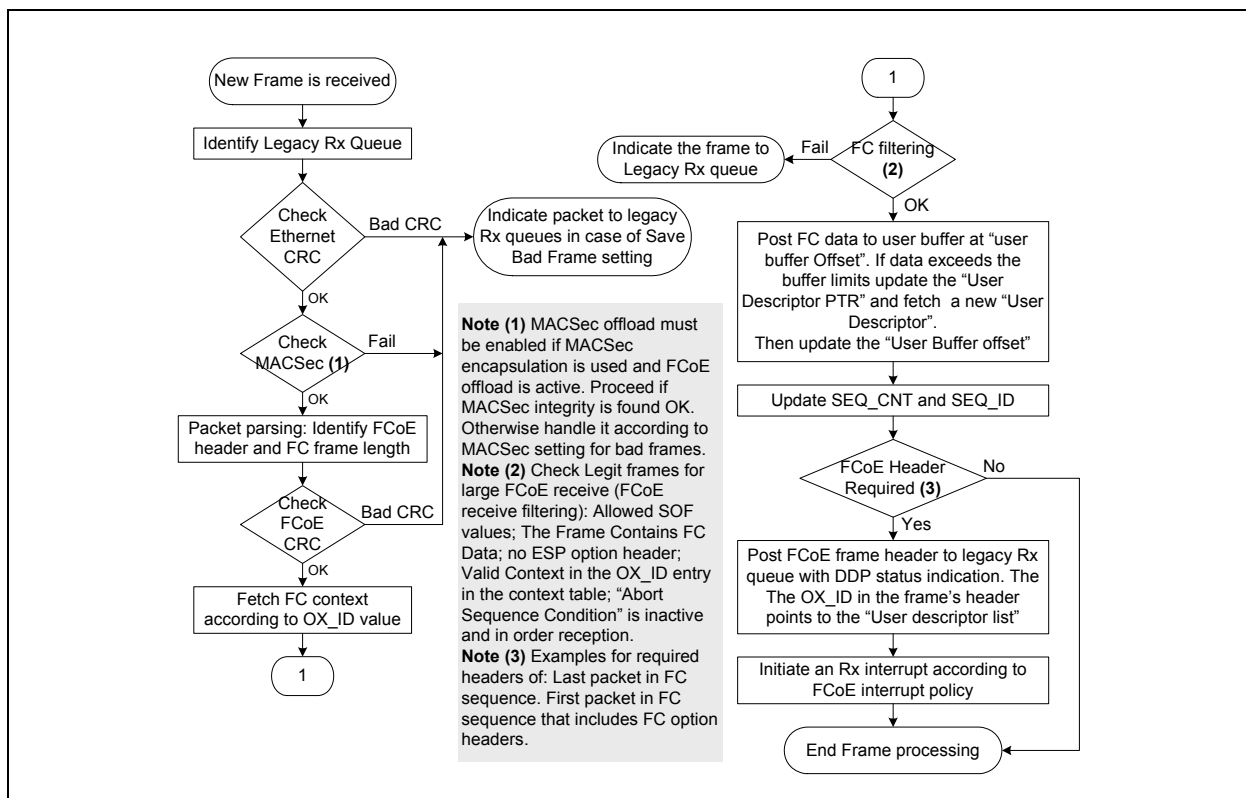 New Frame is received
Identify Legacy Rx Queue
Check
Ethernet
CRC
Bad CRC
OK
Indicate packet to legacy
Rx queues in case of Save
Bad Frame setting
Check
MACSec (1)
Fail
OK
Packet parsing: Identify FCoE
header and FC frame length
Check
FCoE
CRC
Bad CRC
OK
Fetch FC context
according to OX_ID value
1
Note (1) MACSec offload must
be enabled if MACSec
encapsulation is used and FCoE
offload is active. Proceed if
MACSec integrity is found OK.
Otherwise handle it according to
MACSec setting for bad frames.
Note (2) Check Legit frames for
large FCoE receive (FCoE
receive filtering): Allowed SOF
values; The Frame Contains FC
Data; no ESP option header;
Valid Context in the OX_ID entry
in the context table; “Abort
Sequence Condition” is inactive
and in order reception.
Note (3) Examples for required
headers of: Last packet in FC
sequence. First packet in FC
sequence that includes FC option
headers.
1
FC filtering
(2)
Fail
Indicate the frame to
Legacy Rx queue
OK
Post FC data to user buffer at “user
buffer Offset”. If data exceeds the
buffer limits update the “User
Descriptor PTR” and fetch a new “User
Descriptor”.
Then update the “User Buffer offset”
Update SEQ_CNT and SEQ_ID
FCoE Header
Required (3)
No
Yes
Post FCoE frame header to legacy Rx
queue with DDP status indication. The
The OX_ID in the frame’s header
points to the “User descriptor list”
Initiate an Rx interrupt according to
FCoE interrupt policy
End Frame processing